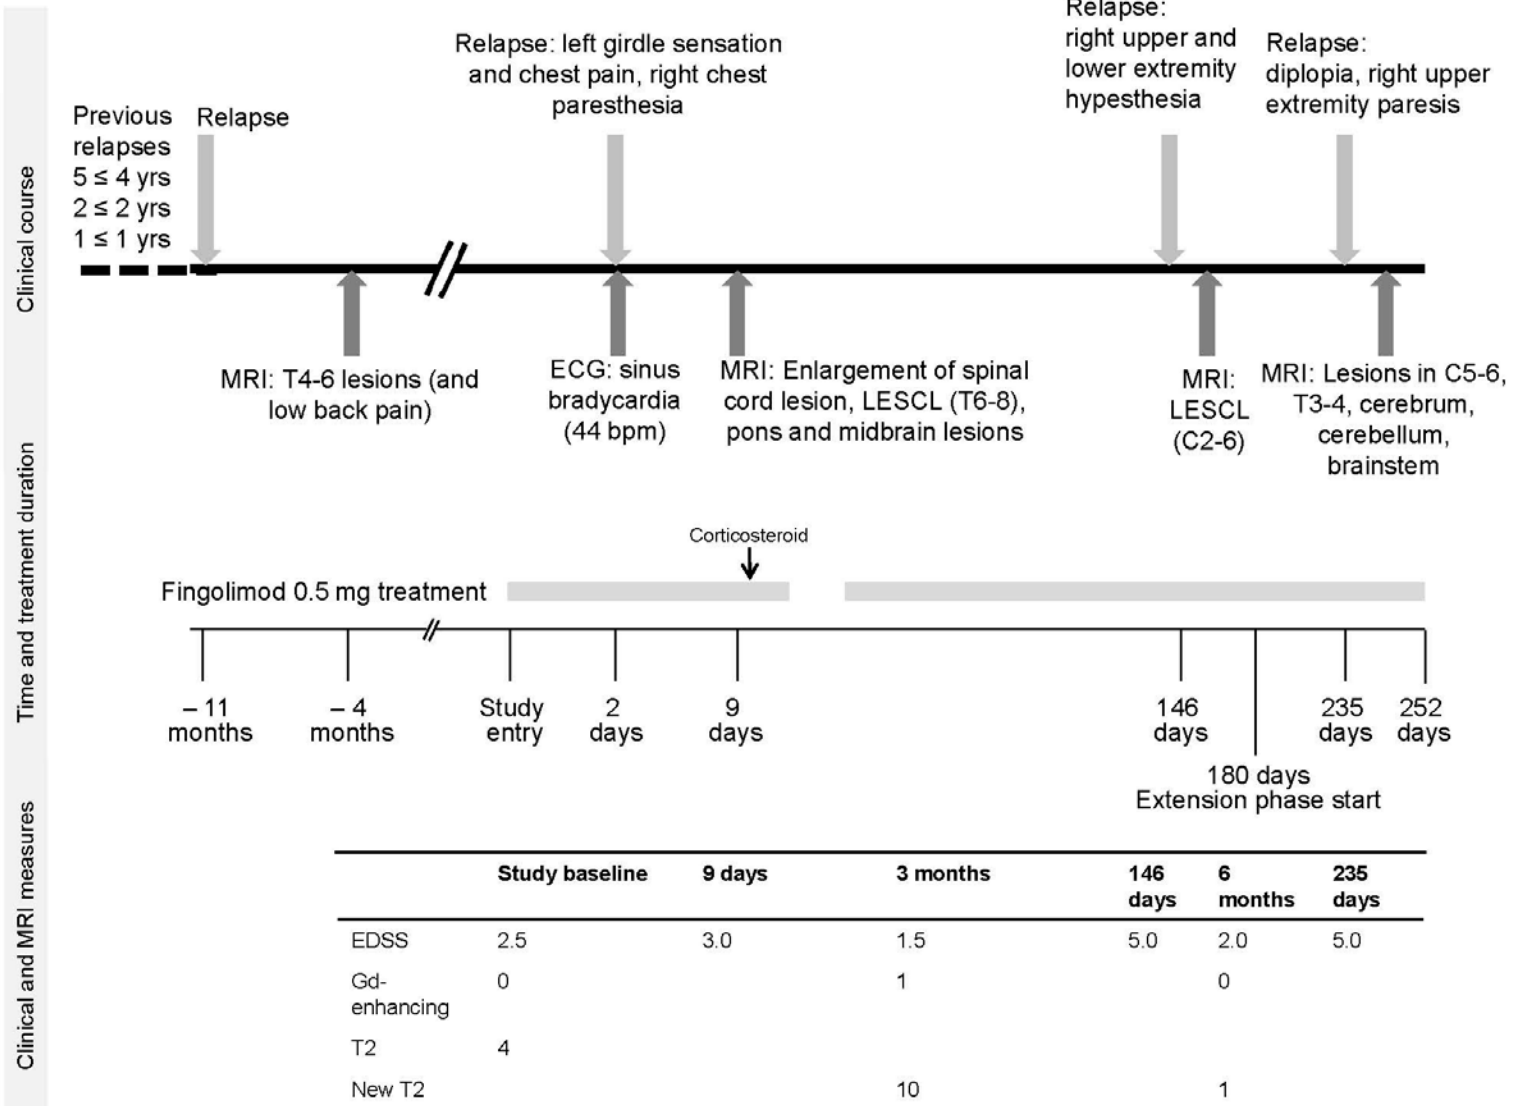 Clinical course
Previous
relapses
5 ≤ 4 yrs
2 ≤ 2 yrs
1 ≤ 1 yrs
Relapse
Relapse: left girdle sensation
and chest pain, right chest
paresthesia
Relapse:
right upper and
lower extremity
hypesthesia
Relapse:
diplopia, right upper
extremity paresis
MRI: T4-6 lesions (and
low back pain)
ECG: sinus
bradycardia
(44 bpm)
MRI: Enlargement of spinal
cord lesion, LESCL (T6-8),
pons and midbrain lesions
MRI:
LESCL
(C2-6)
MRI: Lesions in C5-6,
T3-4, cerebrum,
cerebellum,
brainstem
Time and treatment duration
Corticosteroid
Fingolimod 0.5 mg treatment
– 11
months
– 4
months
Study
entry
2
days
9
days
146
days
180 days
Extension phase start
235
days
252
days
Clinical and MRI measures
Study baseline 9 days 3 months 146 days 6 months 235 days
EDSS 2.5 3.0 1.5 5.0 2.0 5.0
Gd-enhancing 0 1 0
T2 4
New T2 10 1